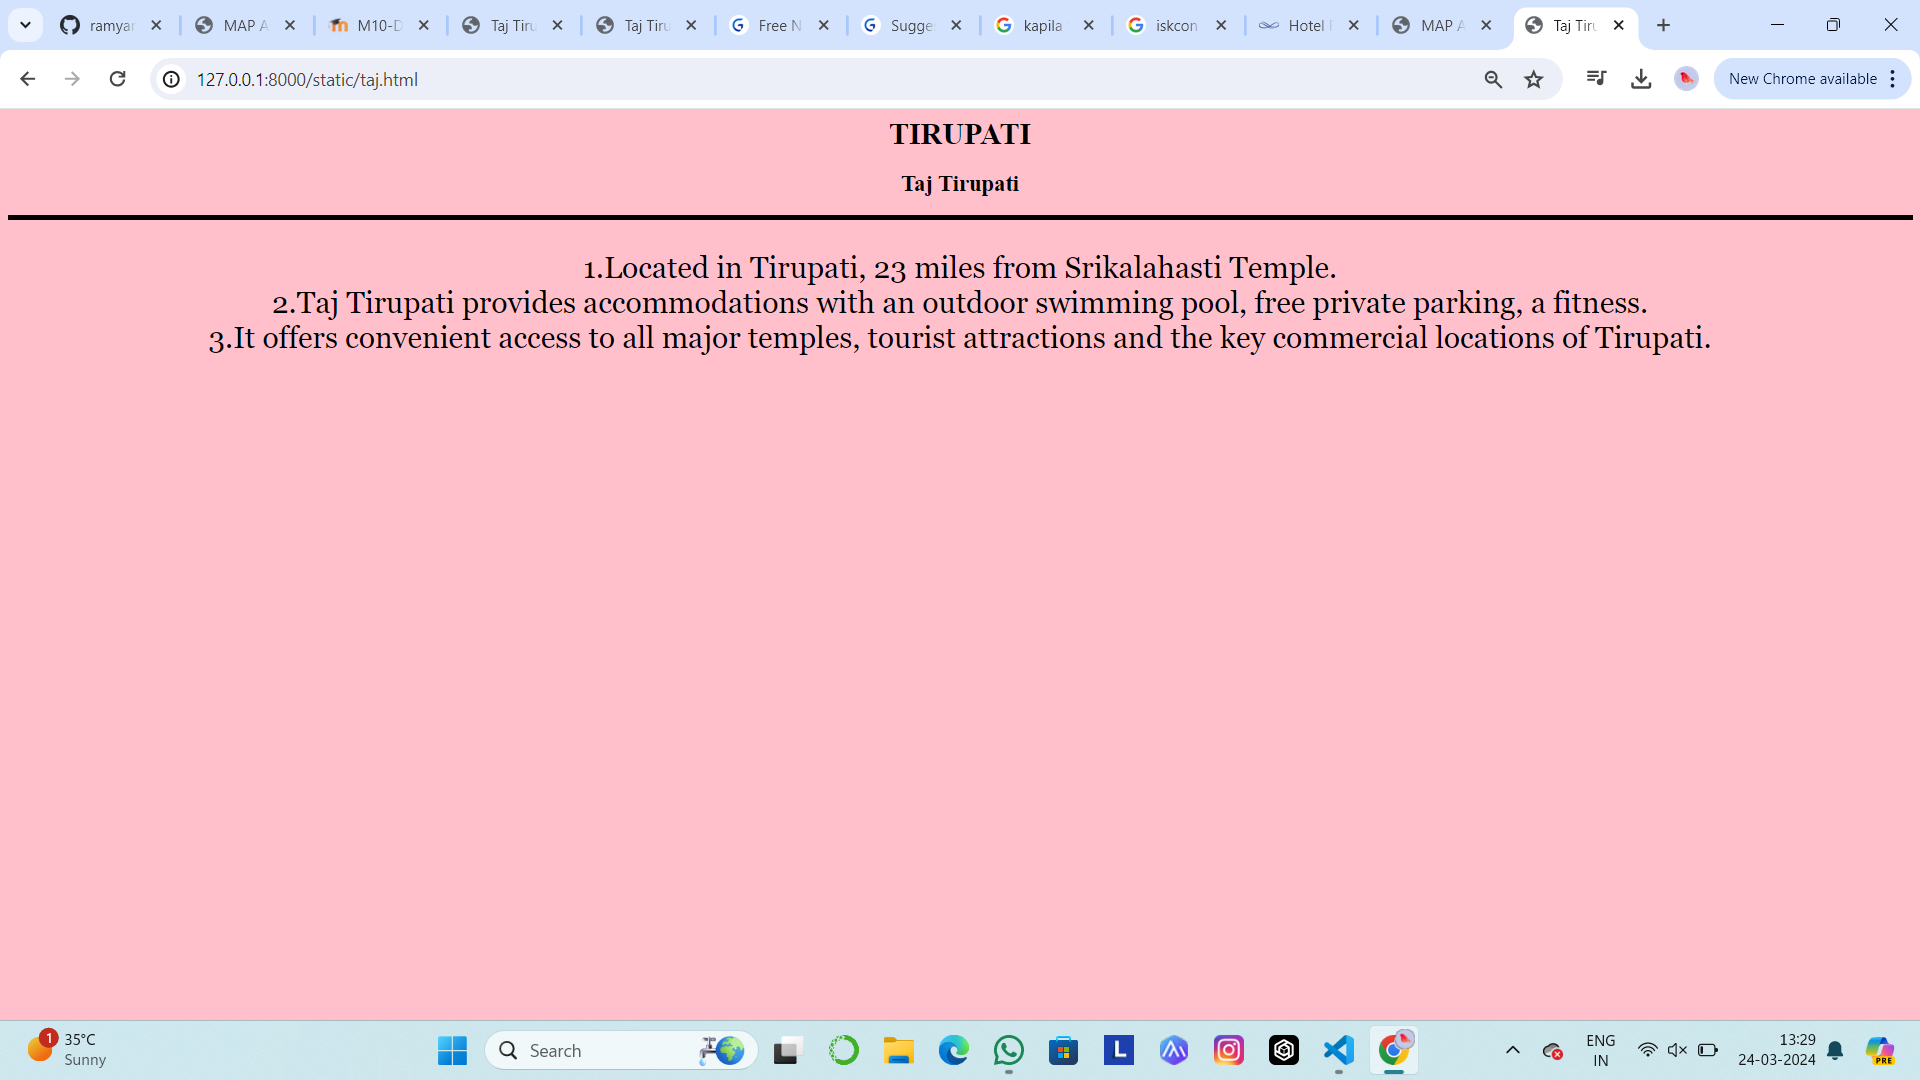 ramyar
MAP A
M10-D
Taj Tiru
Taj Tiru
Free N
Sugge
kapila
iskcon
Hotel
MAP A
Taj Tiru
127.0.0.1:8000/static/taj.html
New Chrome available
TIRUPATI
Taj Tirupati
1.Located in Tirupati, 23 miles from Srikalahasti Temple.
2.Taj Tirupati provides accommodations with an outdoor swimming pool, free private parking, a fitness.
3.It offers convenient access to all major temples, tourist attractions and the key commercial locations of Tirupati.
1
35°C
Sunny
Search
L
ENG
IN
13:29
24-03-2024
PRE